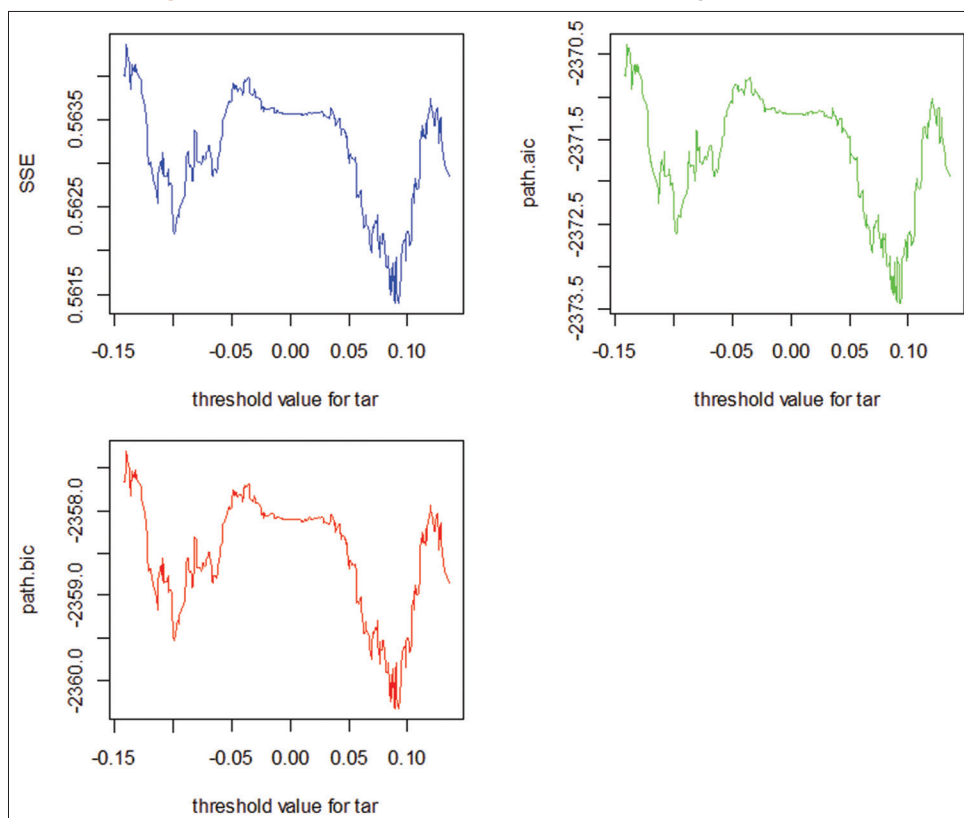 SSE
0.5635
0.5625
0.5615
-0.15 -0.05 0.00 0.05 0.10
threshold value for tar
path.aic
-2370.5
-2371.5
-2372.5
-2373.5
-0.15 -0.05 0.00 0.05 0.10
threshold value for tar
path.bic
-2358.0
-2359.0
-2360.0
-0.15 -0.05 0.00 0.05 0.10
threshold value for tar